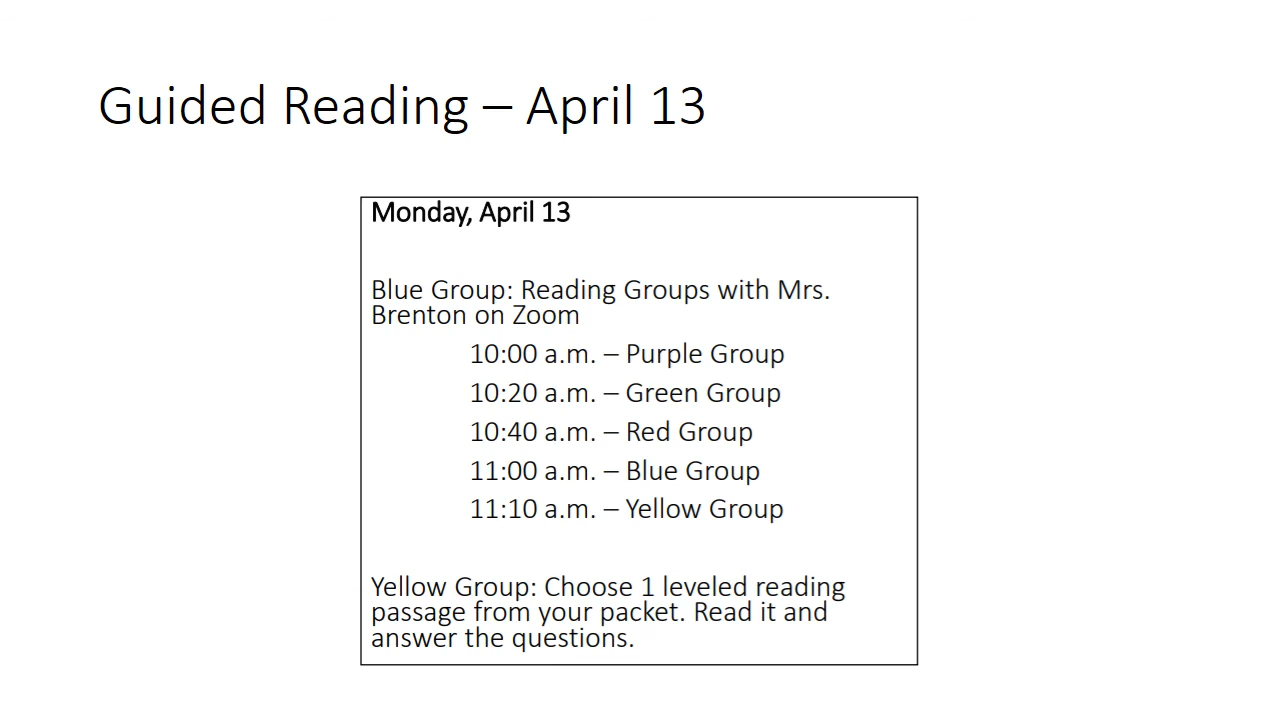 Guided Reading – April 13
Monday, April 13
Blue Group: Reading Groups with Mrs.
Brenton on Zoom
10:00 a.m. – Purple Group
10:20 a.m. – Green Group
10:40 a.m. – Red Group
11:00 a.m. – Blue Group
11:10 a.m. – Yellow Group
Yellow Group: Choose 1 leveled reading
passage from your packet. Read it and
answer the questions.